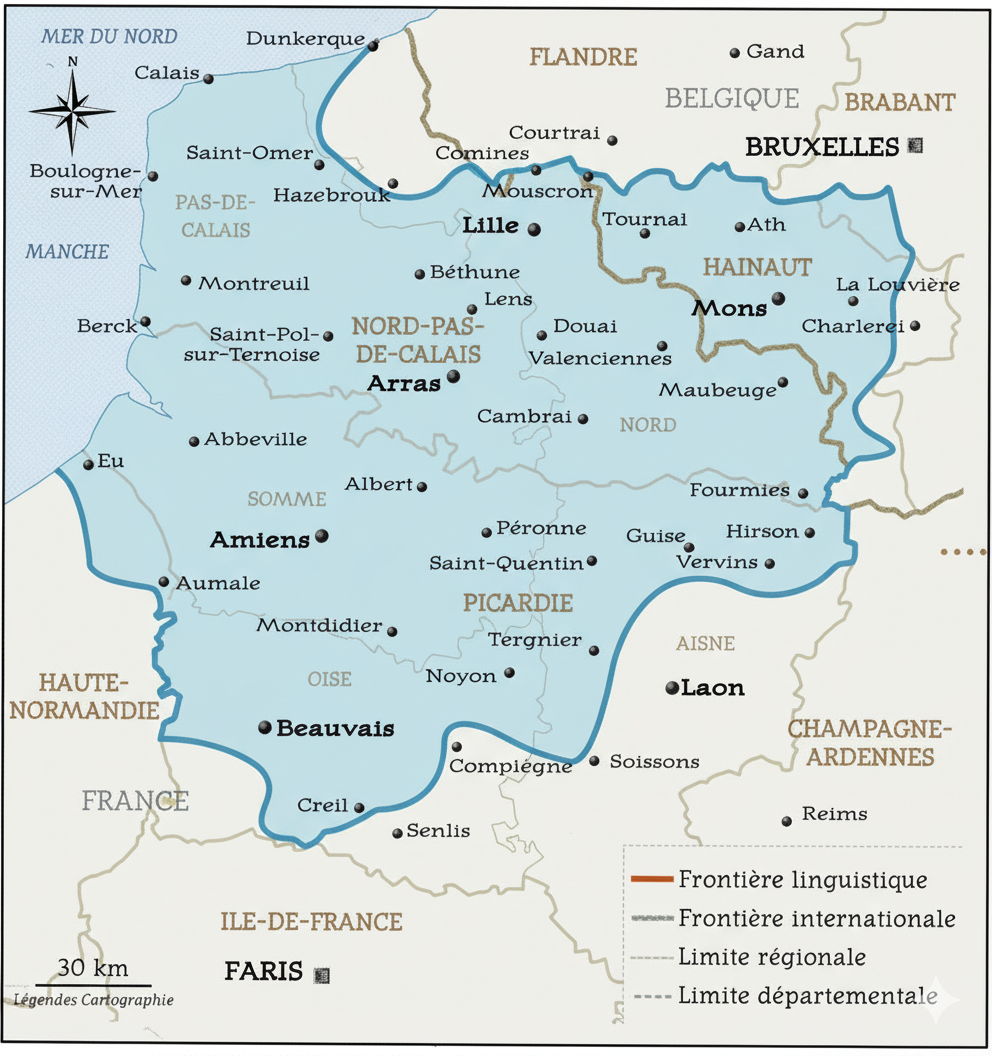 MER DU NORD
N
Dunkerque
Calais
FLANDRE
Gand
BELGIQUE
BRABANT
Courtrai
BRUXELLES
Comines
Saint-Omer
Boulogne-
sur-Mer
Hazebrouk
Mouscron
PAS-DE-
CALAIS
Lille
Tournal
Ath
MANCHE
HAINAUT
Béthune
Montreuil
La Louvière
Lens
Mons
Berck
Saint-Pol-
sur-Ternoise
NORD-PAS-
DE-CALAIS
Douai
Charlerei
Valenciennes
Arras
Maubeuge
Cambrai
NORD
Abbeville
Eu
Albert
SOMME
Fourmies
Amiens
Péronne
Guise
Hirson
Saint-Quentin
Vervins
Aumale
PICARDIE
Montdidier
Tergnier
AISNE
OISE
Noyon
HAUTE-
NORMANDIE
Laon
Beauvais
CHAMPAGNE-
ARDENNES
Compiégne
Soissons
FRANCE
Creil
Senlis
Reims
ILE-DE-FRANCE
FARIS
30 km
Légendes Cartographie
Frontière linguistique
Frontière internationale
Limite régionale
Limite départementale